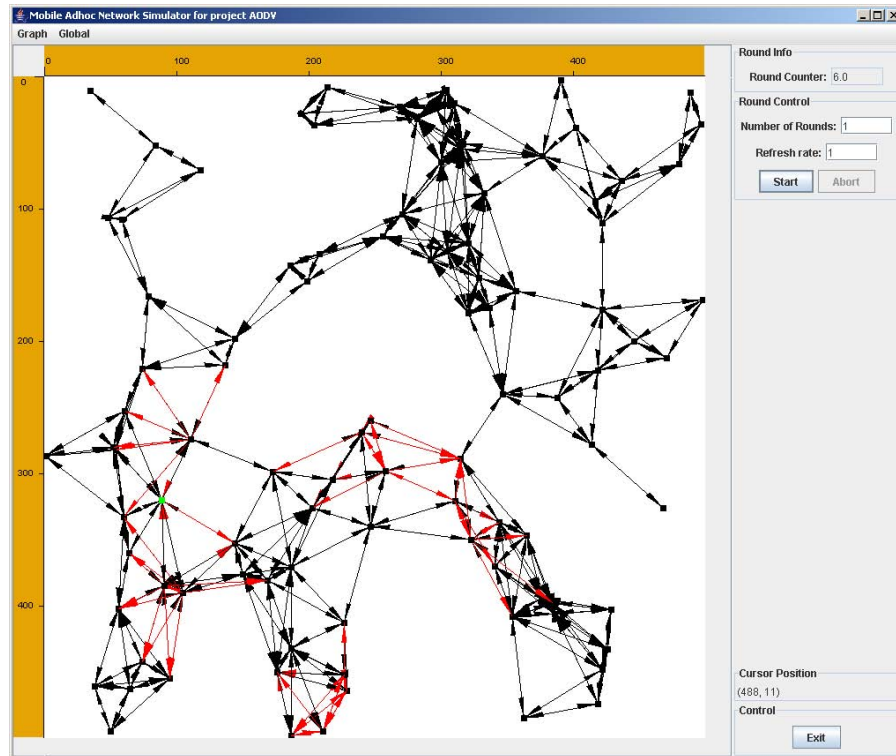 Mobile Adhoc Network Simulator for project AODV
Graph Global
0 100 200 300 400
0
100
200
300
400
Round Info
Round Counter: 6.0
Round Control
Number of Rounds: 1
Refresh rate: 1
Start Abort
Cursor Position
(488, 11)
Control
Exit